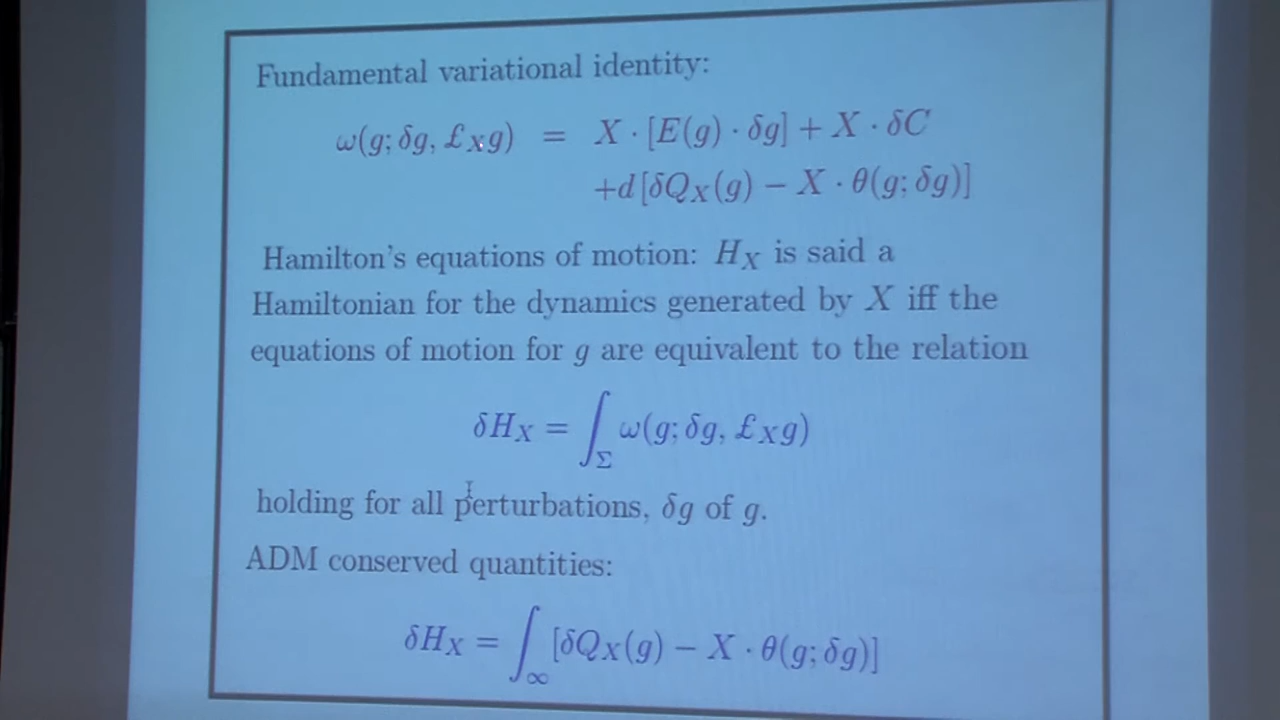 Fundamental variational identity:
ω(g; δg, £_X g) = X · [E(g) · δg] + X · δC
+d [δQ_X(g) − X · θ(g; δg)]
Hamilton's equations of motion: H_X is said a
Hamiltonian for the dynamics generated by X iff the
equations of motion for g are equivalent to the relation
δH_X = ∫_Σ ω(g; δg, £_X g)
holding for all perturbations, δg of g.
ADM conserved quantities:
δH_X = ∫_∞ [δQ_X(g) − X · θ(g; δg)]